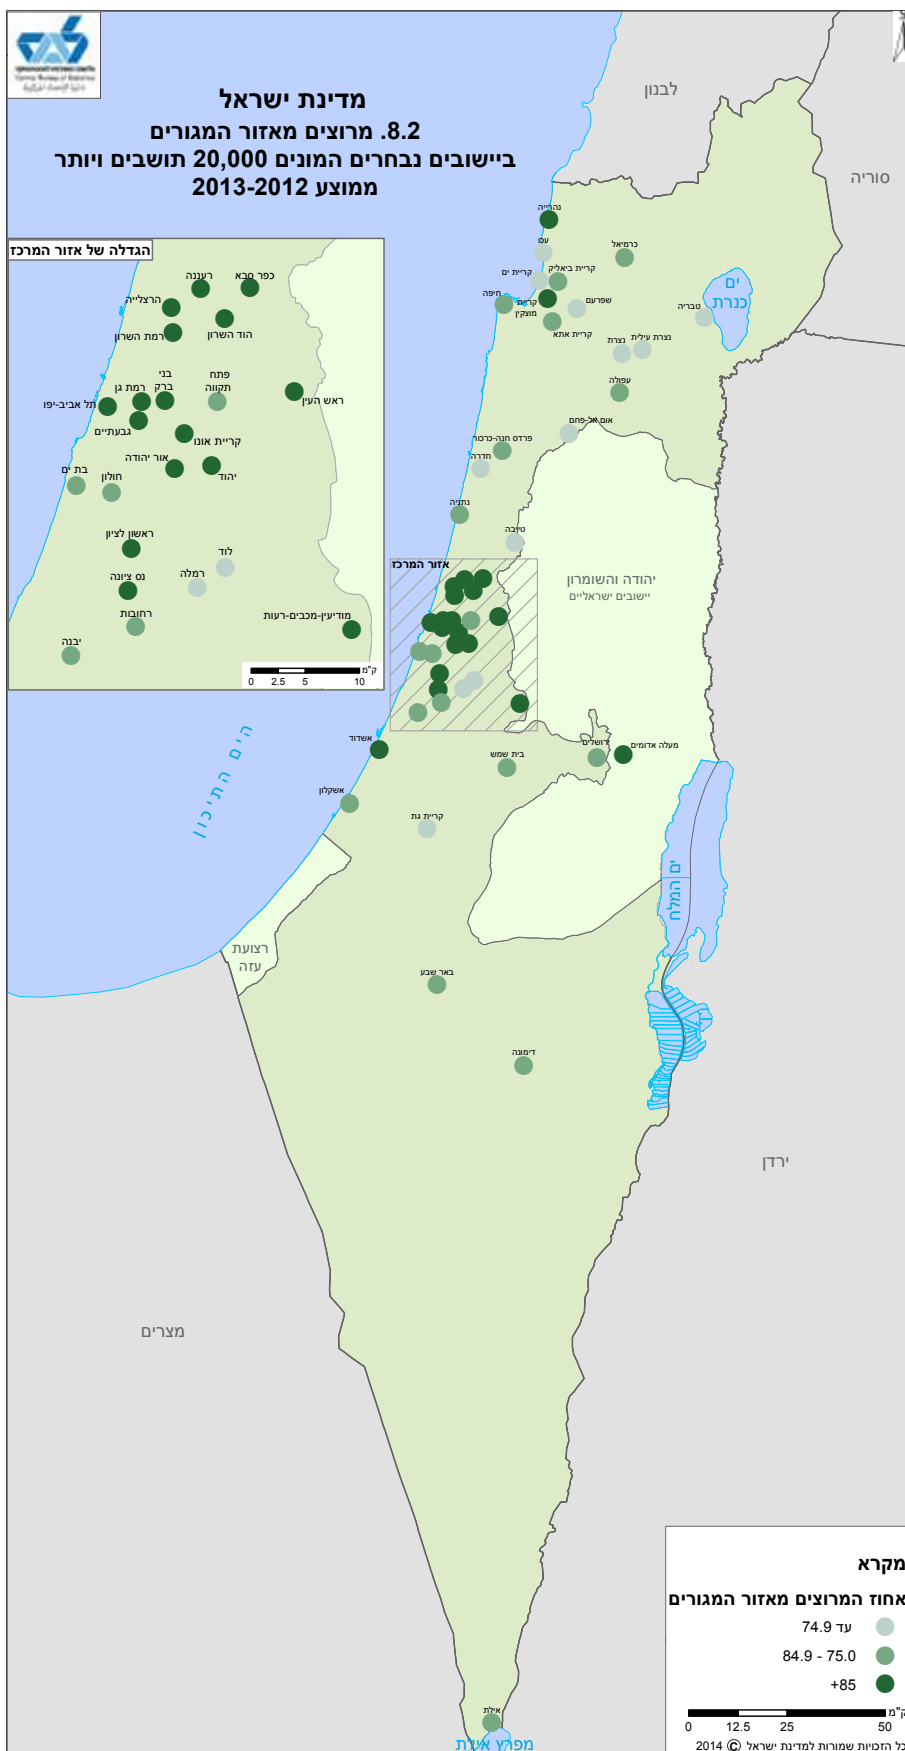 מדינת ישראל
8.2. מרוצים מאזור המגורים
ביישובים נבחרים המונים 20,000 תושבים ויותר
ממוצע 2013-2012
לבנון
סוריה
נהרייה
עכו
כרמיאל
קריית ים
קריית ביאליק
חיפה
קריית
מוצקין
שפרעם
קריית אתא
טבריה
ים
כנרת
נצרת
נצרת עילית
עפולה
אום אל-פחם
פרדס חנה-כרכור
חדרה
נתניה
טייבה
הגדלה של אזור המרכז
כפר סבא
רעננה
הרצלייה
הוד השרון
רמת השרון
פתח
תקווה
בני
ברק
רמת גן
תל אביב-יפו
ראש העין
גבעתיים
קריית אונו
אור יהודה
יהוד
בת ים
חולון
ראשון לציון
לוד
רמלה
נס ציונה
רחובות
מודיעין-מכבים-רעות
יבנה
ק"מ
0 2.5 5 10
אזור המרכז
יהודה והשומרון
יישובים ישראליים
אשדוד
בית שמש
ירושלים
מעלה אדומים
אשקלון
קריית גת
הים התיכון
ים המלח
רצועת
עזה
באר שבע
דימונה
ירדן
מצרים
אילת
מפרץ אילת
מקרא
אחוז המרוצים מאזור המגורים
עד 74.9
84.9 - 75.0
+85
ק"מ
0 12.5 25 50
כל הזכויות שמורות למדינת ישראל © 2014